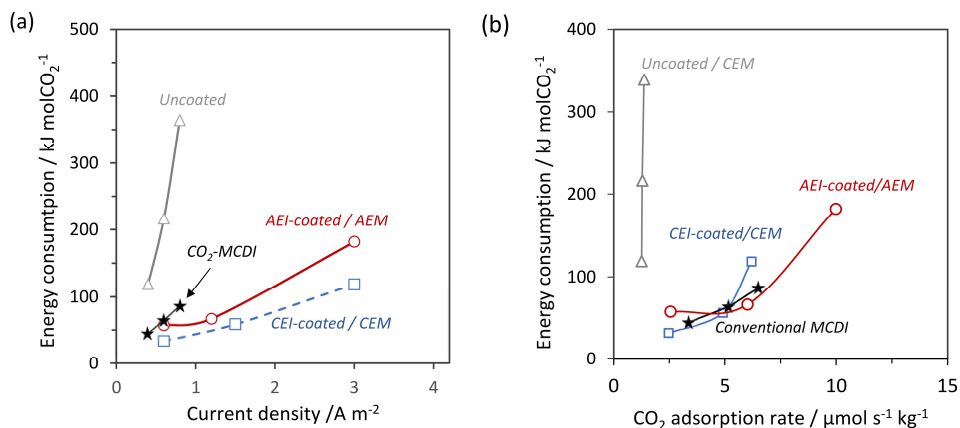 (a)
Energy consumtpion / kJ molCO₂⁻¹
500
400
300
200
100
0
0 1 2 3 4
Current density /A m⁻²
Uncoated
AEI-coated / AEM
CO₂-MCDI
CEI-coated / CEM
(b)
Energy consumption / kJ molCO₂⁻¹
400
300
200
100
0
0 5 10 15
CO₂ adsorption rate / μmol s⁻¹ kg⁻¹
Uncoated / CEM
AEI-coated/AEM
CEI-coated/CEM
Conventional MCDI